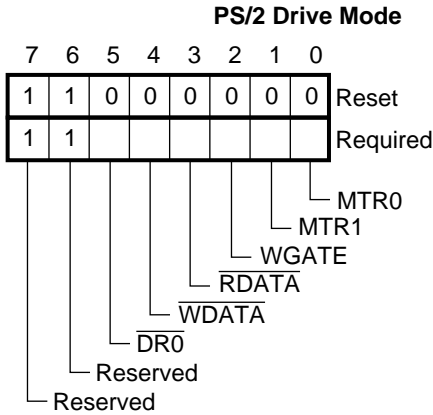 PS/2 Drive Mode
7 6 5 4 3 2 1 0
1 1 0 0 0 0 0 0 Reset
1 1 Required
MTR0
MTR1
WGATE
RDATA
WDATA
DR0
Reserved
Reserved